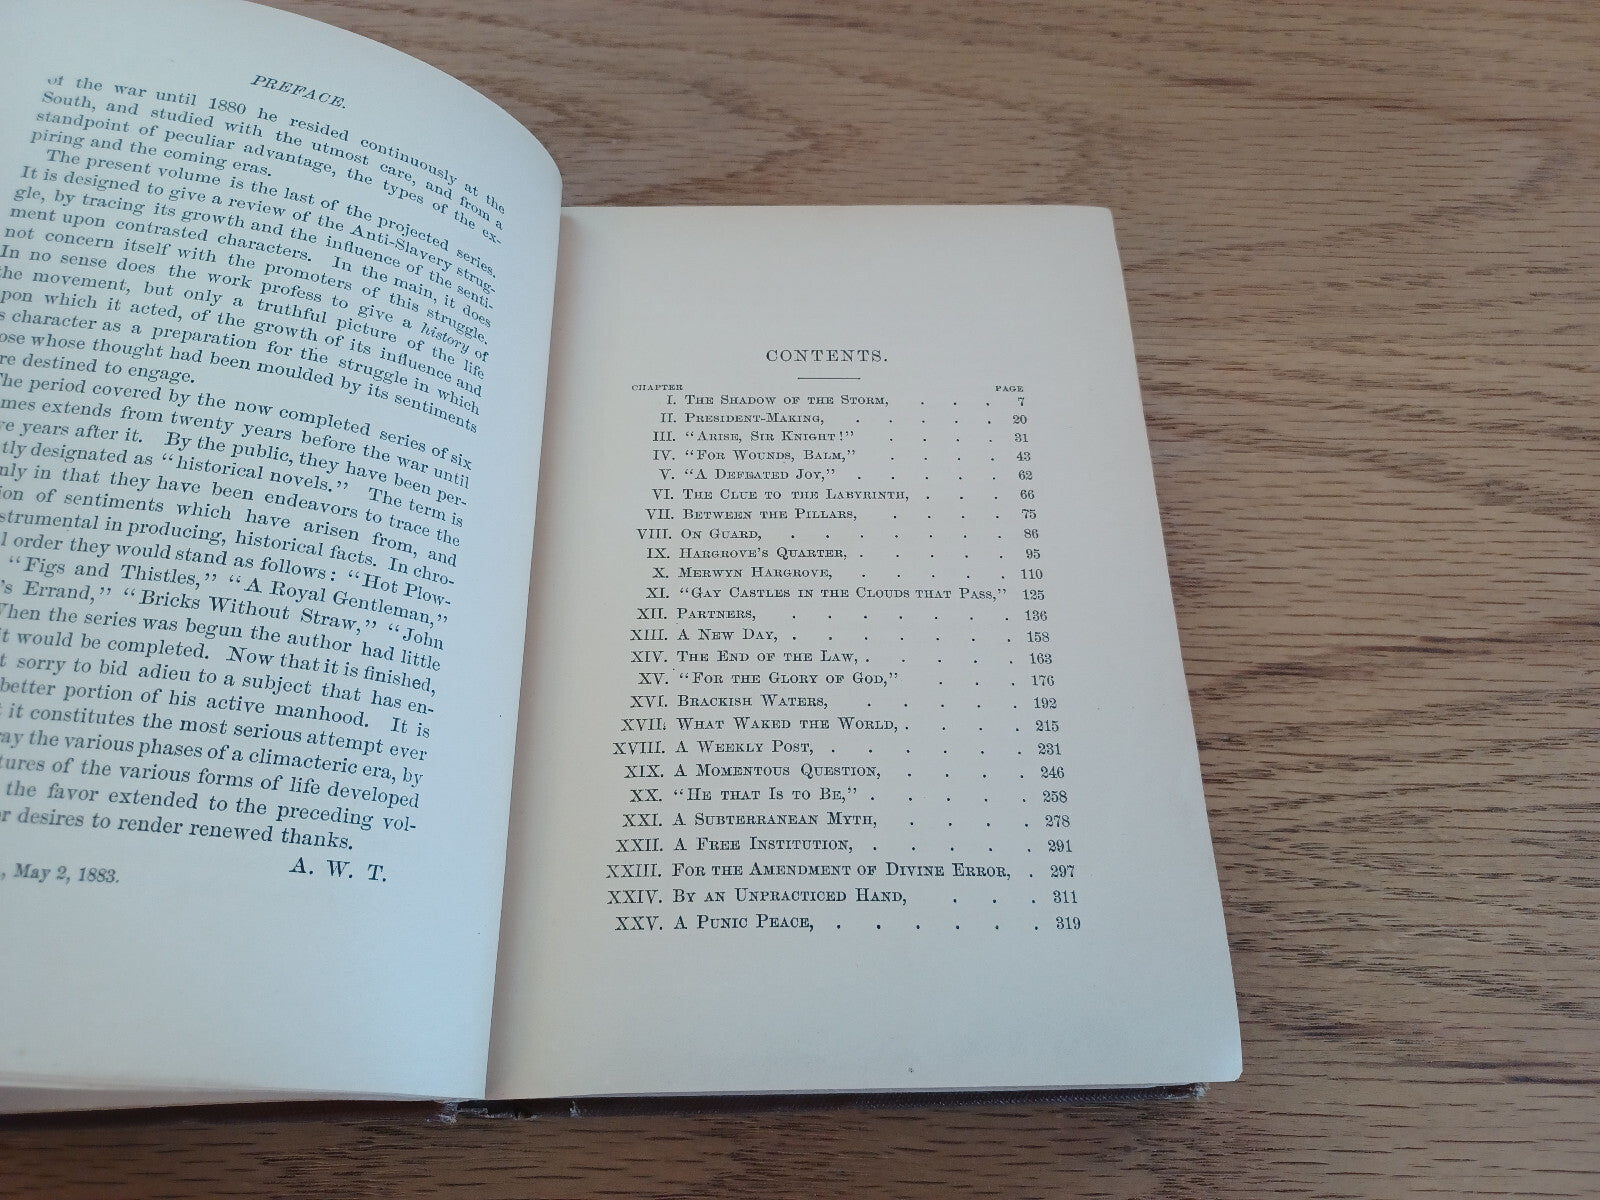 PREFACE.
of the war until 1880 he resided continuously at the
South, and studied with the utmost care, and from a
standpoint of peculiar advantage, the types of the ex-
piring and the coming eras.
The present volume is the last of the projected series.
It is designed to give a review of the Anti-Slavery strug-
gle, by tracing its growth and the influence of the senti-
ment upon contrasted characters. In the main, it does
not concern itself with the promoters of this struggle.
In no sense does the work profess to give a history of
the movement, but only a truthful picture of the life
upon which it acted, of the growth of its influence and
s character as a preparation for the struggle in which
ose whose thought had been moulded by its sentiments
re destined to engage.
The period covered by the now completed series of six
mes extends from twenty years before the war until
ve years after it. By the public, they have been per-
tly designated as "historical novels." The term is
nly in that they have been endeavors to trace the
ion of sentiments which have arisen from, and
strumental in producing, historical facts. In chro-
l order they would stand as follows: "Hot Plow-
"Figs and Thistles," "A Royal Gentleman,"
's Errand," "Bricks Without Straw," "John
When the series was begun the author had little
it would be completed. Now that it is finished,
t sorry to bid adieu to a subject that has en-
better portion of his active manhood. It is
t it constitutes the most serious attempt ever
ray the various phases of a climacteric era, by
tures of the various forms of life developed
the favor extended to the preceding vol-
r desires to render renewed thanks.
A. W. T.
, May 2, 1883.
CONTENTS.
CHAPTER PAGE
I. THE SHADOW OF THE STORM, . . . 7
II. PRESIDENT-MAKING, . . . . . 20
III. "ARISE, SIR KNIGHT!" . . . . 31
IV. "FOR WOUNDS, BALM," . . . . 43
V. "A DEFEATED JOY," . . . . . 62
VI. THE CLUE TO THE LABYRINTH, . . . 66
VII. BETWEEN THE PILLARS, . . . . 75
VIII. ON GUARD, . . . . . . . 86
IX. HARGROVE'S QUARTER, . . . . . 95
X. MERWYN HARGROVE, . . . . . 110
XI. "GAY CASTLES IN THE CLOUDS THAT PASS," 125
XII. PARTNERS, . . . . . . . 136
XIII. A NEW DAY, . . . . . . . 158
XIV. THE END OF THE LAW, . . . . . 163
XV. "FOR THE GLORY OF GOD," . . . 176
XVI. BRACKISH WATERS, . . . . . 192
XVII. WHAT WAKED THE WORLD, . . . . 215
XVIII. A WEEKLY POST, . . . . . . 231
XIX. A MOMENTOUS QUESTION, . . . . 246
XX. "HE THAT IS TO BE," . . . . . 258
XXI. A SUBTERRANEAN MYTH, . . . . 278
XXII. A FREE INSTITUTION, . . . . . 291
XXIII. FOR THE AMENDMENT OF DIVINE ERROR, . 297
XXIV. BY AN UNPRACTICED HAND, . . . 311
XXV. A PUNIC PEACE, . . . . . . 319